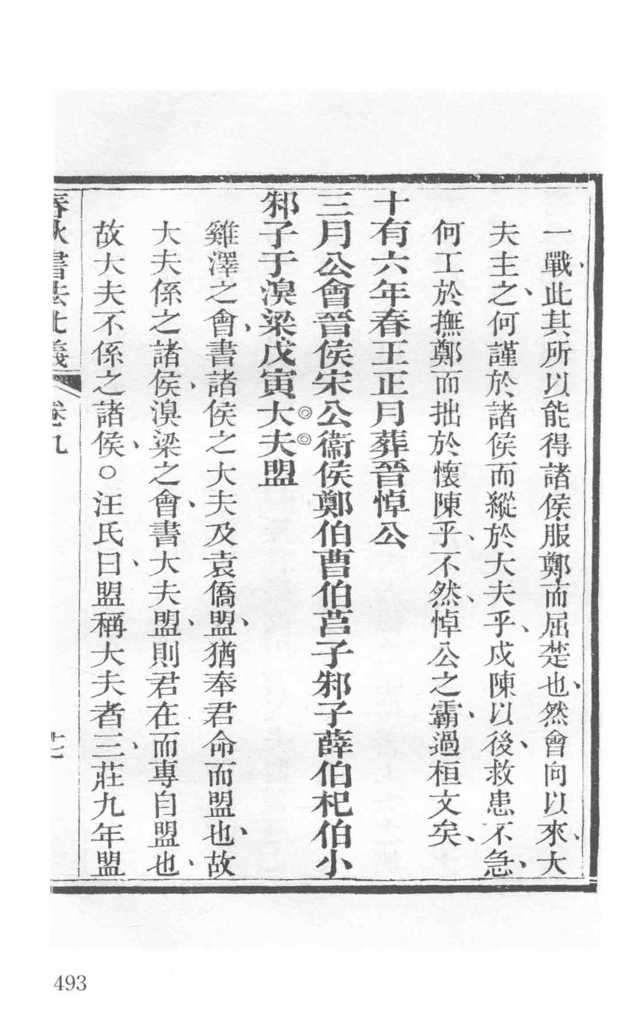 一戰此其所以能得諸侯服鄭而屈楚也然會向以來大
夫主之何謹於諸侯而縱於大夫乎戍陳以後救患不急
何工於撫鄭而拙於懷陳乎不然悼公之霸過桓文矣
十有六年春王正月葬晉悼公
三月公會晉侯宋公衞侯鄭伯曹伯莒子邾子薛伯杞伯小
邾子于湨梁戊寅大夫盟
雞澤之會書諸侯之大夫及袁僑盟猶奉君命而盟也故
大夫係之諸侯湨梁之會書大夫盟則君在而專自盟也
故大夫不係之諸侯○汪氏曰盟稱大夫者三莊九年盟
春秋書法比義 卷九
493